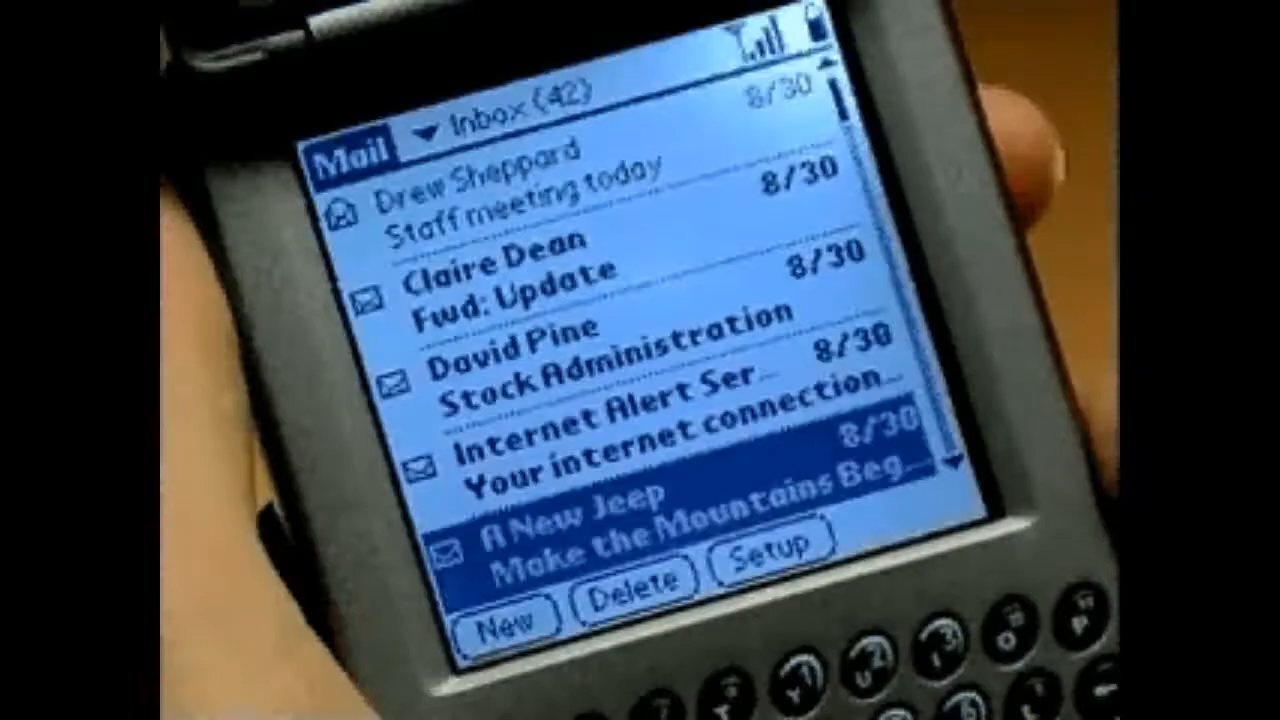 Mail
Inbox (42)
Drew Sheppard 8/30
Staff meeting today
Claire Dean 8/30
Fwd: Update
David Pine 8/30
Stock Administration
Internet Alert Ser... 8/30
Your internet connection...
A New Jeep 8/30
Make the Mountains Beg...
New Delete Setup
Y U I O P